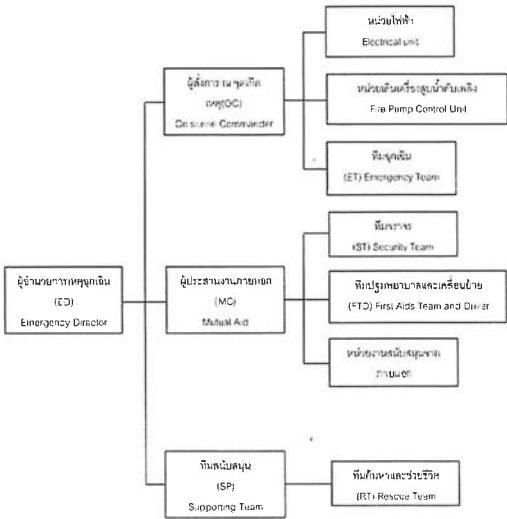 หน่วยไฟฟ้า
Electrical unit
ผู้สั่งการ ณ จุดเกิด
เหตุ(OC)
On scene Commander
หน่วยเดินเครื่องสูบน้ำดับเพลิง
Fire Pump Control Unit
ทีมฉุกเฉิน
(ET) Emergency Team
ทีมจราจร
(ST) Security Team
ผู้อำนวยการเหตุฉุกเฉิน
(ED)
Emergency Director
ผู้ประสานงานภายนอก
(MC)
Mutual Aid
ทีมปฐมพยาบาลและเคลื่อนย้าย
(FTD) First Aids Team and Driver
หน่วยงานสนับสนุนจาก
ภายนอก
ทีมสนับสนุน
(SP)
Supporting Team
ทีมค้นหาและช่วยชีวิต
(RT) Rescue Team